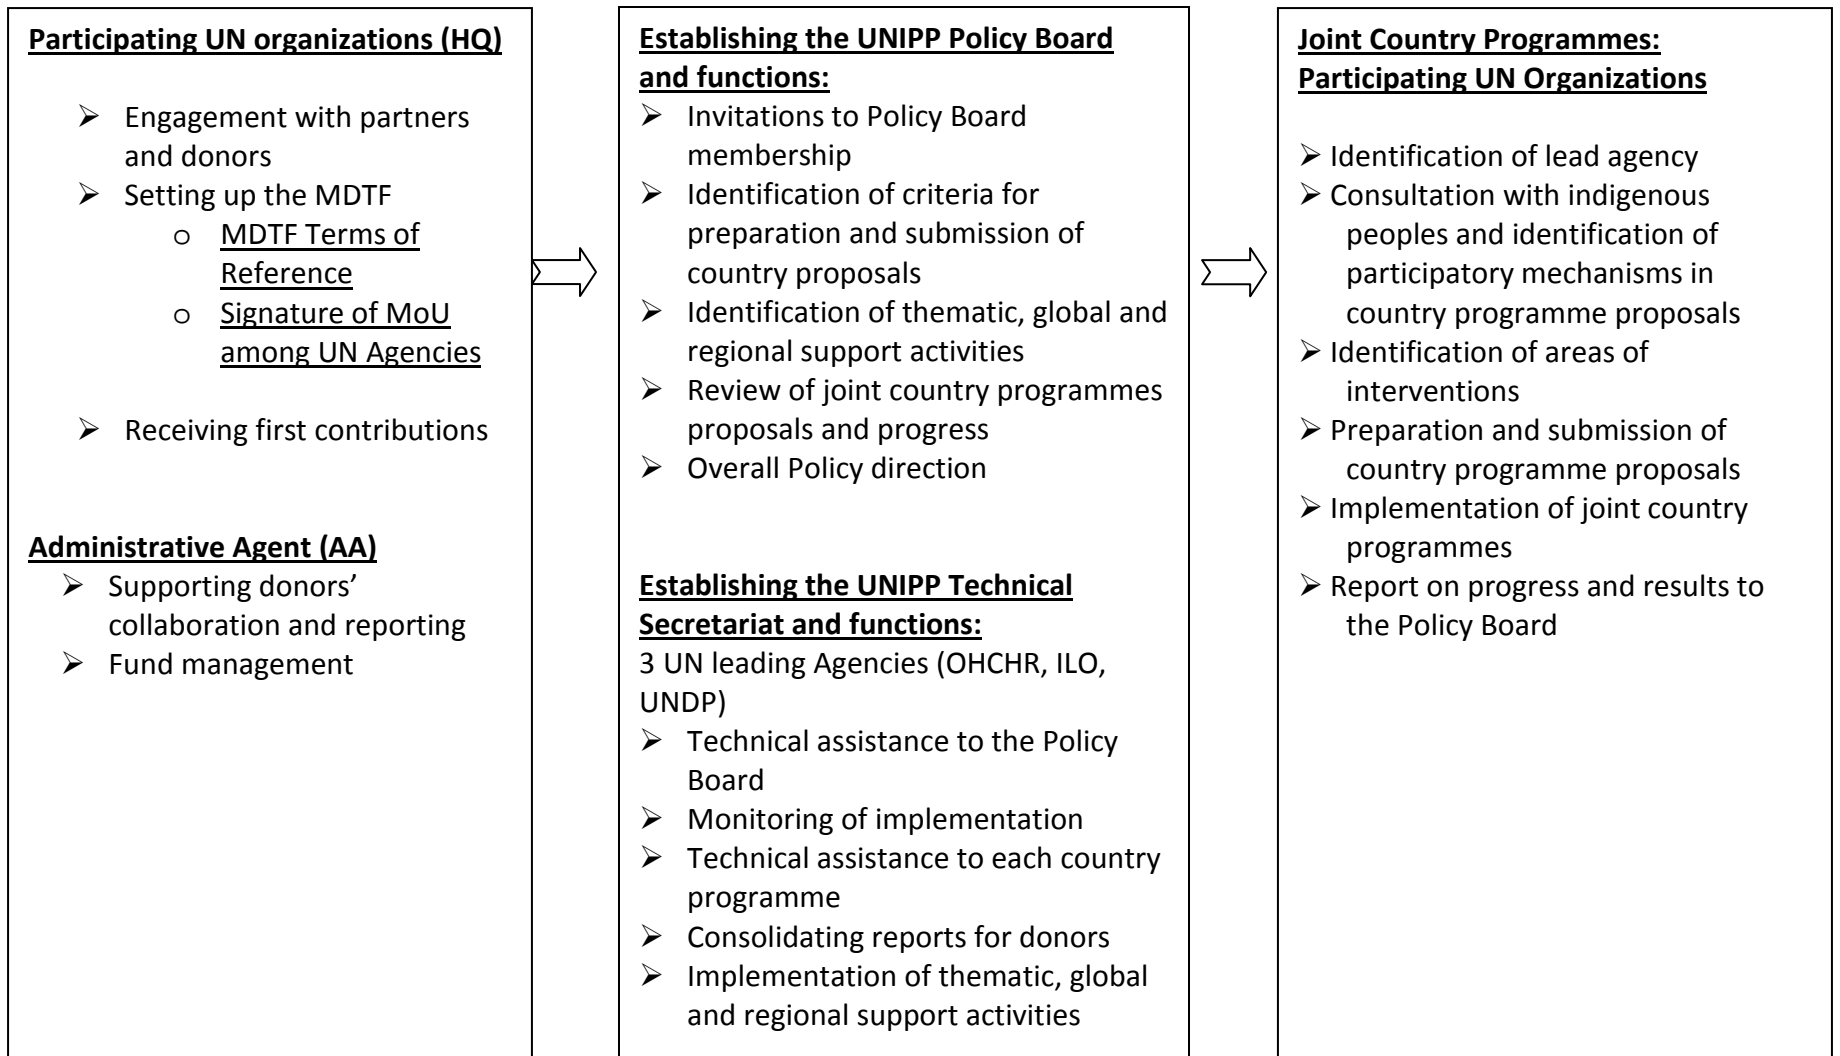 Participating UN organizations (HQ)
➢ Engagement with partners
and donors
➢ Setting up the MDTF
o MDTF Terms of
Reference
o Signature of MoU
among UN Agencies
➢ Receiving first contributions
Administrative Agent (AA)
➢ Supporting donors’
collaboration and reporting
➢ Fund management
Establishing the UNIPP Policy Board
and functions:
➢ Invitations to Policy Board
membership
➢ Identification of criteria for
preparation and submission of
country proposals
➢ Identification of thematic, global and
regional support activities
➢ Review of joint country programmes
proposals and progress
➢ Overall Policy direction
Establishing the UNIPP Technical
Secretariat and functions:
3 UN leading Agencies (OHCHR, ILO,
UNDP)
➢ Technical assistance to the Policy
Board
➢ Monitoring of implementation
➢ Technical assistance to each country
programme
➢ Consolidating reports for donors
➢ Implementation of thematic, global
and regional support activities
Joint Country Programmes:
Participating UN Organizations
➢ Identification of lead agency
➢ Consultation with indigenous
peoples and identification of
participatory mechanisms in
country programme proposals
➢ Identification of areas of
interventions
➢ Preparation and submission of
country programme proposals
➢ Implementation of joint country
programmes
➢ Report on progress and results to
the Policy Board